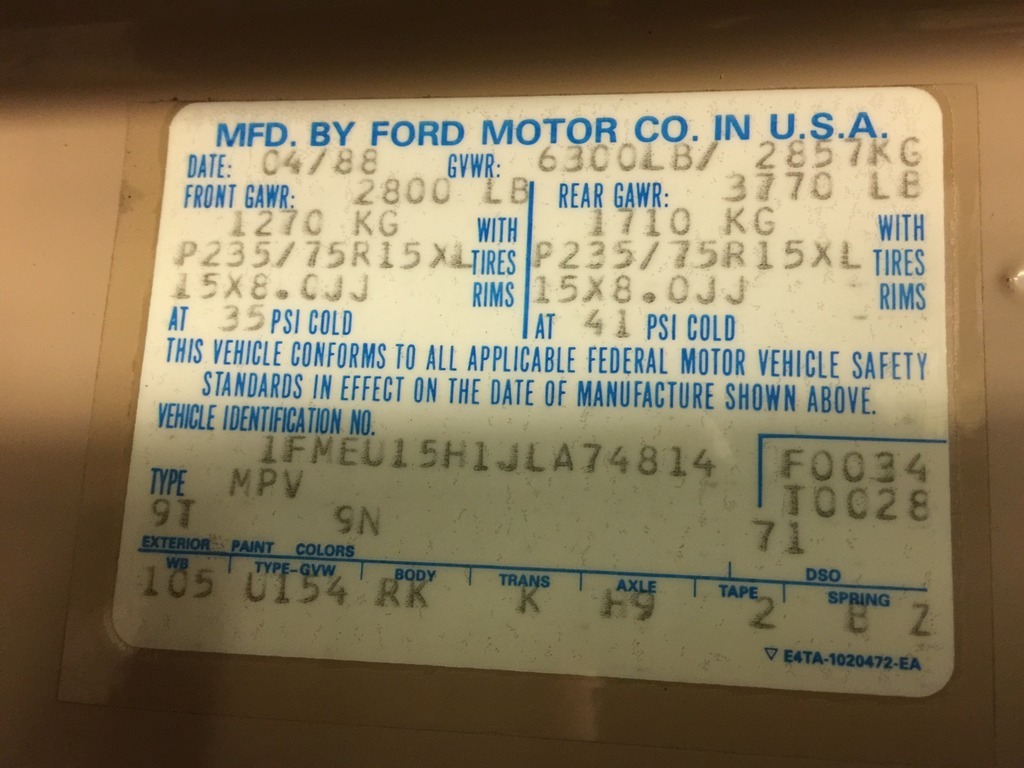 MFD. BY FORD MOTOR CO. IN U.S.A.
DATE: 04/88 GVWR: 6300LB/ 2857KG
FRONT GAWR: 2800 LB REAR GAWR: 3770 LB
1270 KG WITH 1710 KG WITH
P235/75R15XL TIRES P235/75R15XL TIRES
15X8.0JJ RIMS 15X8.0JJ RIMS
AT 35 PSI COLD AT 41 PSI COLD
THIS VEHICLE CONFORMS TO ALL APPLICABLE FEDERAL MOTOR VEHICLE SAFETY
STANDARDS IN EFFECT ON THE DATE OF MANUFACTURE SHOWN ABOVE.
VEHICLE IDENTIFICATION NO.
1FMEU15H1JLA74814 F0034
TYPE MPV T0028
9T 9N 71
EXTERIOR PAINT COLORS DSO
WB TYPE-GVW BODY TRANS AXLE TAPE SPRING
105 U154 RK K H9 2 B Z
▽ E4TA-1020472-EA